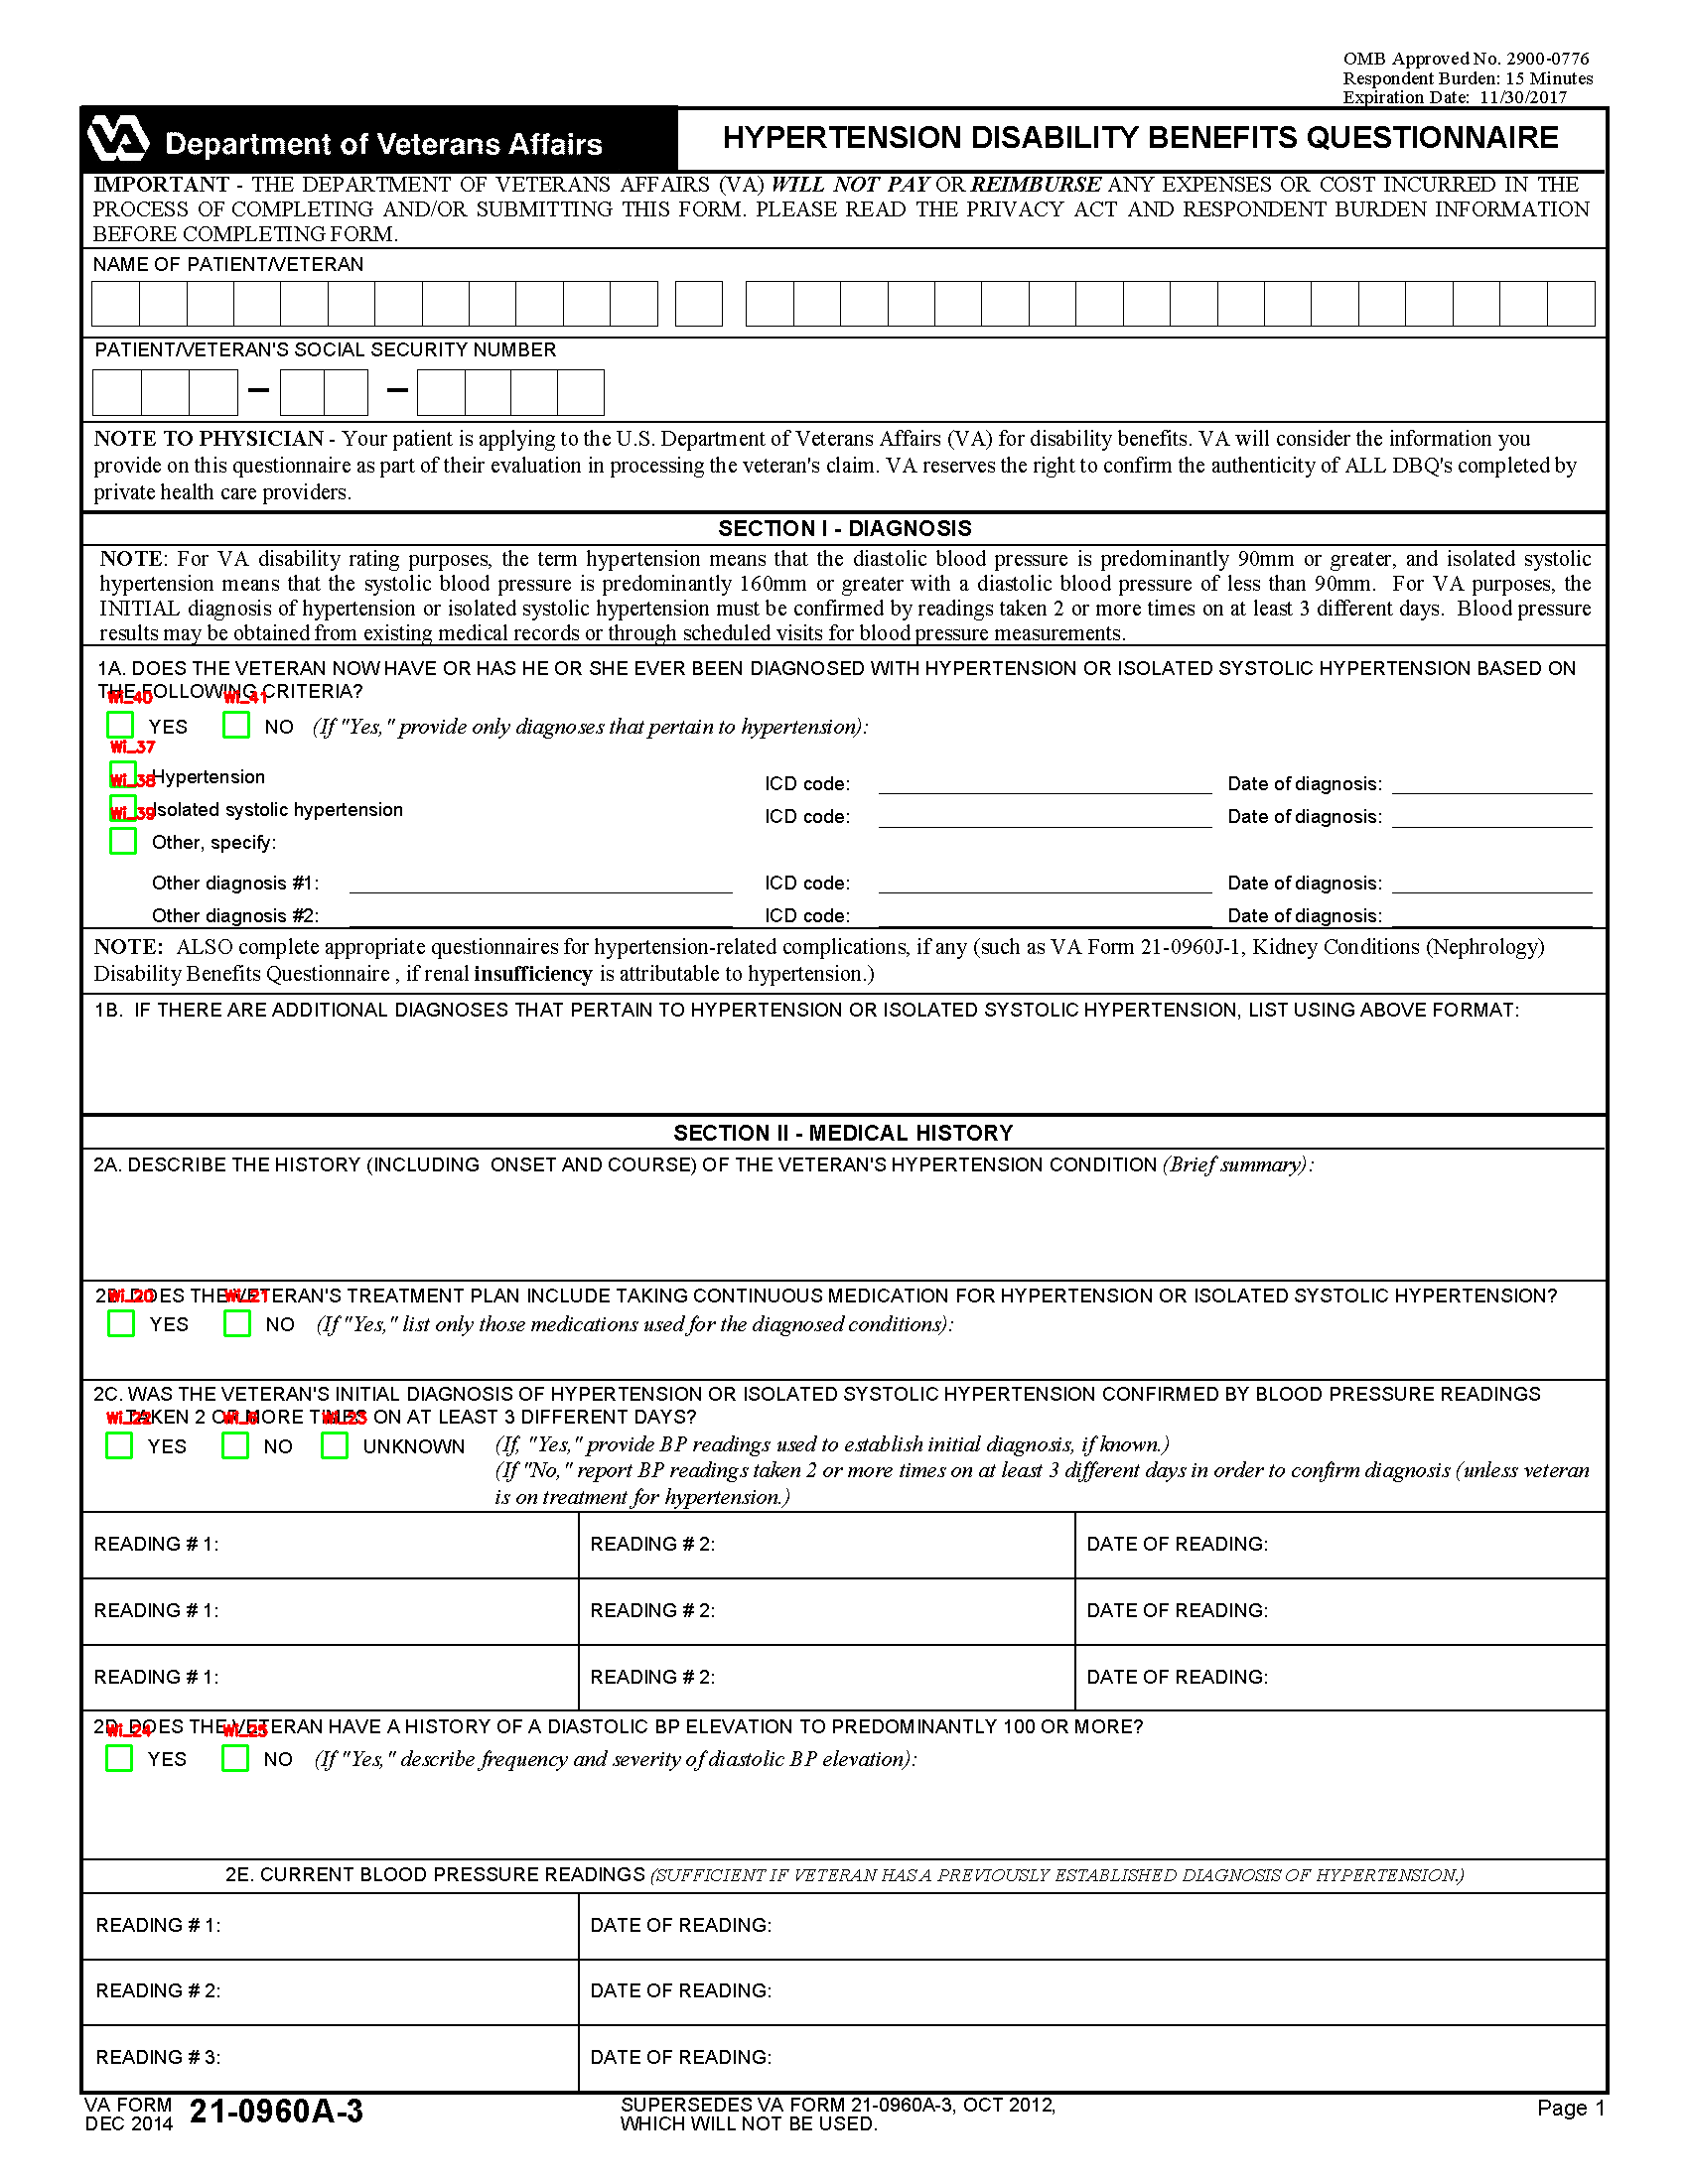 OMB Approved No. 2900-0776
Respondent Burden: 15 Minutes
Expiration Date: 11/30/2017
Department of Veterans Affairs
HYPERTENSION DISABILITY BENEFITS QUESTIONNAIRE
IMPORTANT - THE DEPARTMENT OF VETERANS AFFAIRS (VA) WILL NOT PAY OR REIMBURSE ANY EXPENSES OR COST INCURRED IN THE
PROCESS OF COMPLETING AND/OR SUBMITTING THIS FORM. PLEASE READ THE PRIVACY ACT AND RESPONDENT BURDEN INFORMATION
BEFORE COMPLETING FORM.
NAME OF PATIENT/VETERAN
PATIENT/VETERAN'S SOCIAL SECURITY NUMBER
NOTE TO PHYSICIAN - Your patient is applying to the U.S. Department of Veterans Affairs (VA) for disability benefits. VA will consider the information you
provide on this questionnaire as part of their evaluation in processing the veteran's claim. VA reserves the right to confirm the authenticity of ALL DBQ's completed by
private health care providers.
SECTION I - DIAGNOSIS
NOTE: For VA disability rating purposes, the term hypertension means that the diastolic blood pressure is predominantly 90mm or greater, and isolated systolic
hypertension means that the systolic blood pressure is predominantly 160mm or greater with a diastolic blood pressure of less than 90mm. For VA purposes, the
INITIAL diagnosis of hypertension or isolated systolic hypertension must be confirmed by readings taken 2 or more times on at least 3 different days. Blood pressure
results may be obtained from existing medical records or through scheduled visits for blood pressure measurements.
1A. DOES THE VETERAN NOW HAVE OR HAS HE OR SHE EVER BEEN DIAGNOSED WITH HYPERTENSION OR ISOLATED SYSTOLIC HYPERTENSION BASED ON
THE FOLLOWING CRITERIA?
Wi_40 Wi_41
YES NO (If "Yes," provide only diagnoses that pertain to hypertension):
Wi_37
Hypertension ICD code: Date of diagnosis:
Wi_38
Isolated systolic hypertension ICD code: Date of diagnosis:
Wi_39
Other, specify:
Other diagnosis #1: ICD code: Date of diagnosis:
Other diagnosis #2: ICD code: Date of diagnosis:
NOTE: ALSO complete appropriate questionnaires for hypertension-related complications, if any (such as VA Form 21-0960J-1, Kidney Conditions (Nephrology)
Disability Benefits Questionnaire , if renal insufficiency is attributable to hypertension.)
1B. IF THERE ARE ADDITIONAL DIAGNOSES THAT PERTAIN TO HYPERTENSION OR ISOLATED SYSTOLIC HYPERTENSION, LIST USING ABOVE FORMAT:
SECTION II - MEDICAL HISTORY
2A. DESCRIBE THE HISTORY (INCLUDING ONSET AND COURSE) OF THE VETERAN'S HYPERTENSION CONDITION (Brief summary):
2B. DOES THE VETERAN'S TREATMENT PLAN INCLUDE TAKING CONTINUOUS MEDICATION FOR HYPERTENSION OR ISOLATED SYSTOLIC HYPERTENSION?
Wi_20 Wi_21
YES NO (If "Yes," list only those medications used for the diagnosed conditions):
2C. WAS THE VETERAN'S INITIAL DIAGNOSIS OF HYPERTENSION OR ISOLATED SYSTOLIC HYPERTENSION CONFIRMED BY BLOOD PRESSURE READINGS
TAKEN 2 OR MORE TIMES ON AT LEAST 3 DIFFERENT DAYS?
Wi_22 Wi_23
YES NO UNKNOWN (If, "Yes," provide BP readings used to establish initial diagnosis, if known.)
(If "No," report BP readings taken 2 or more times on at least 3 different days in order to confirm diagnosis (unless veteran
is on treatment for hypertension.)
READING # 1: READING # 2: DATE OF READING:
READING # 1: READING # 2: DATE OF READING:
READING # 1: READING # 2: DATE OF READING:
2D. DOES THE VETERAN HAVE A HISTORY OF A DIASTOLIC BP ELEVATION TO PREDOMINANTLY 100 OR MORE?
Wi_24 Wi_25
YES NO (If "Yes," describe frequency and severity of diastolic BP elevation):
2E. CURRENT BLOOD PRESSURE READINGS (SUFFICIENT IF VETERAN HAS A PREVIOUSLY ESTABLISHED DIAGNOSIS OF HYPERTENSION.)
READING # 1: DATE OF READING:
READING # 2: DATE OF READING:
READING # 3: DATE OF READING:
VA FORM
DEC 2014 21-0960A-3
SUPERSEDES VA FORM 21-0960A-3, OCT 2012,
WHICH WILL NOT BE USED.
Page 1